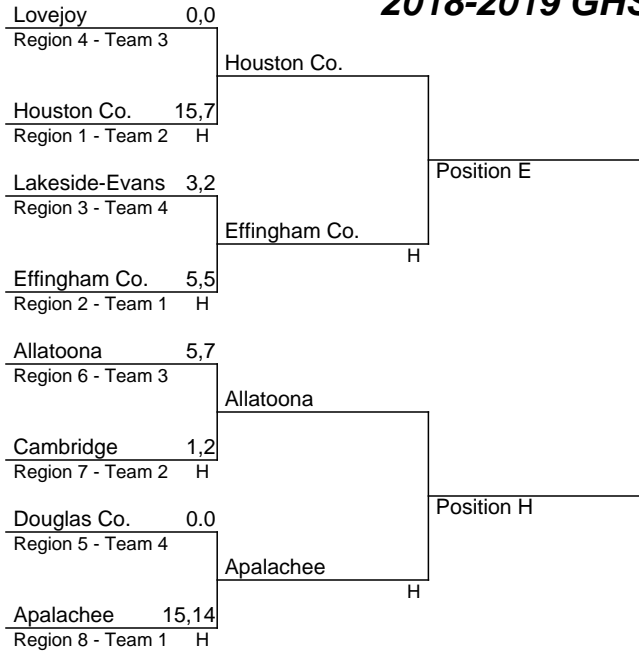 2018-2019 GHS
Lovejoy 0,0
Region 4 - Team 3
Houston Co.
Houston Co. 15,7
Region 1 - Team 2 H
Position E
Lakeside-Evans 3,2
Region 3 - Team 4
Effingham Co.
H
Effingham Co. 5,5
Region 2 - Team 1 H
Allatoona 5,7
Region 6 - Team 3
Allatoona
Cambridge 1,2
Region 7 - Team 2 H
Position H
Douglas Co. 0.0
Region 5 - Team 4
Apalachee
H
Apalachee 15,14
Region 8 - Team 1 H